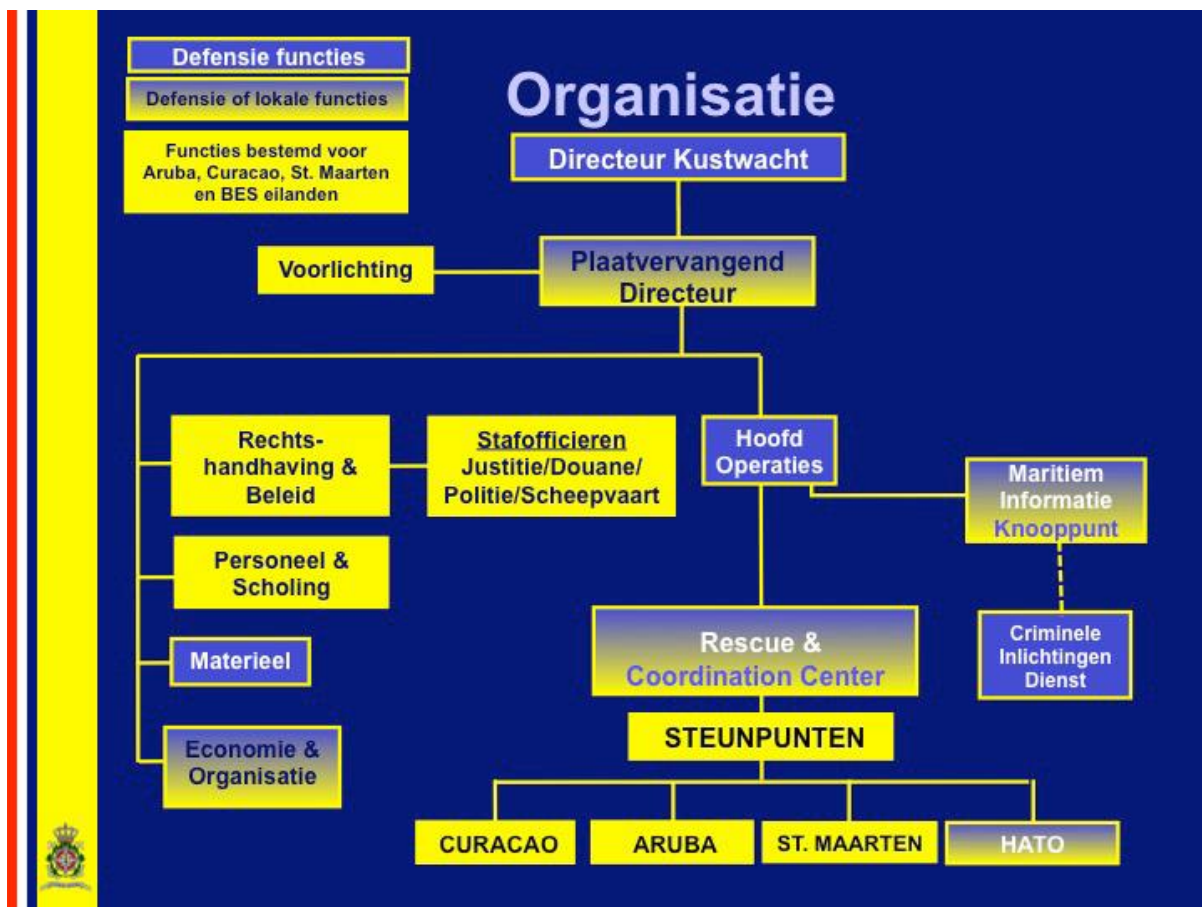 Defensie functies
Defensie of lokale functies
Functies bestemd voor
Aruba, Curacao, St. Maarten
en BES eilanden
Organisatie
Directeur Kustwacht
Voorlichting
Plaatvervangend
Directeur
Rechts-
handhaving &
Beleid
Stafofficieren
Justitie/Douane/
Politie/Scheepvaart
Hoofd
Operaties
Maritiem
Informatie
Knooppunt
Personeel &
Scholing
Materieel
Rescue &
Coordination Center
Criminele
Inlichtingen
Dienst
STEUNPUNTEN
Economie &
Organisatie
CURACAO
ARUBA
ST. MAARTEN
HATO